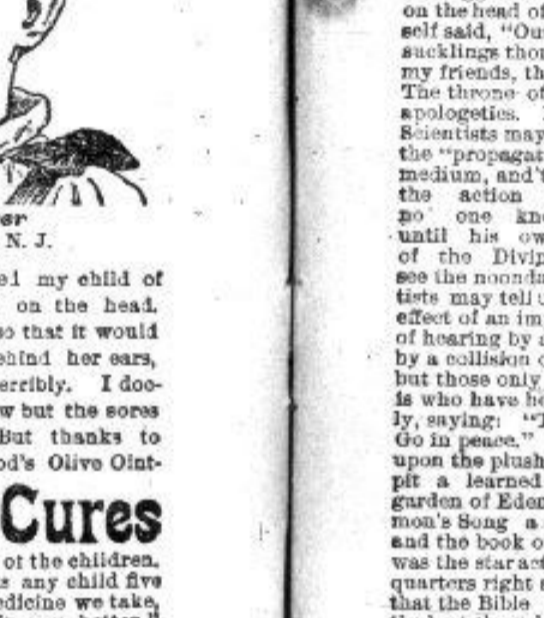 er
N. J.
ed my child of
on the head.
so that it would
ehind her ears,
erribly. I doc-
w but the sores
But thanks to
od's Olive Oint-
Cures
of the children.
s any child five
edicine we take,
on the head of
self said, "Ou
sucklings tho
my friends, th
The throne of
apologetics.
Scientists may
the "propagat
medium, and't
the action
no one kn
until his ow
of the Divi
see the noonda
tists may tell u
effect of an im
of hearing by a
by a collision o
but those only
is who have he
ly, saying: "T
Go in peace."
upon the plush
pit a learned
garden of Eden
mon's Song a
and the book o
was the star act
quarters right a
that the Bible